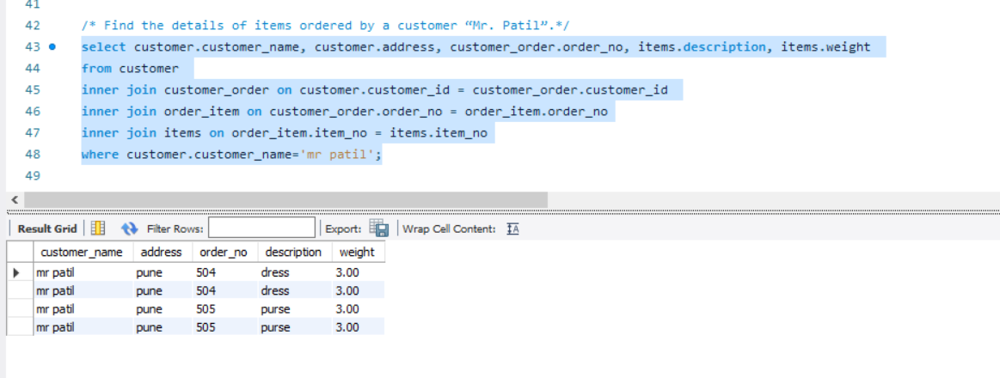 41
42 /* Find the details of items ordered by a customer “Mr. Patil”.*/
43 select customer.customer_name, customer.address, customer_order.order_no, items.description, items.weight
44 from customer
45 inner join customer_order on customer.customer_id = customer_order.customer_id
46 inner join order_item on customer_order.order_no = order_item.order_no
47 inner join items on order_item.item_no = items.item_no
48 where customer.customer_name='mr patil';
49
Result Grid Filter Rows: Export: Wrap Cell Content: IA
customer_name address order_no description weight
mr patil pune 504 dress 3.00
mr patil pune 504 dress 3.00
mr patil pune 505 purse 3.00
mr patil pune 505 purse 3.00